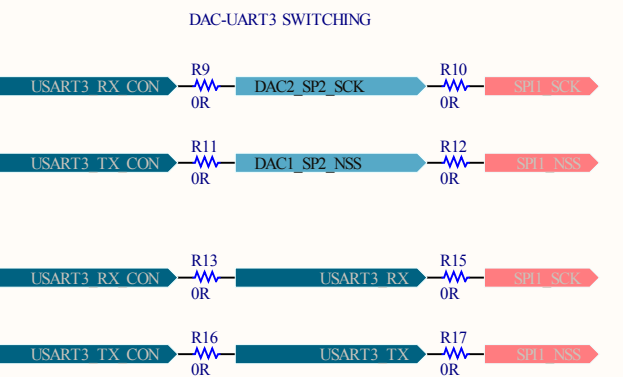 DAC-UART3 SWITCHING
R9 R10
USART3_RX_CON DAC2_SP2_SCK SPI1_SCK
0R 0R
R11 R12
USART3_TX_CON DAC1_SP2_NSS SPI1_NSS
0R 0R
R13 R15
USART3_RX_CON USART3_RX SPI1_SCK
0R 0R
R16 R17
USART3_TX_CON USART3_TX SPI1_NSS
0R 0R